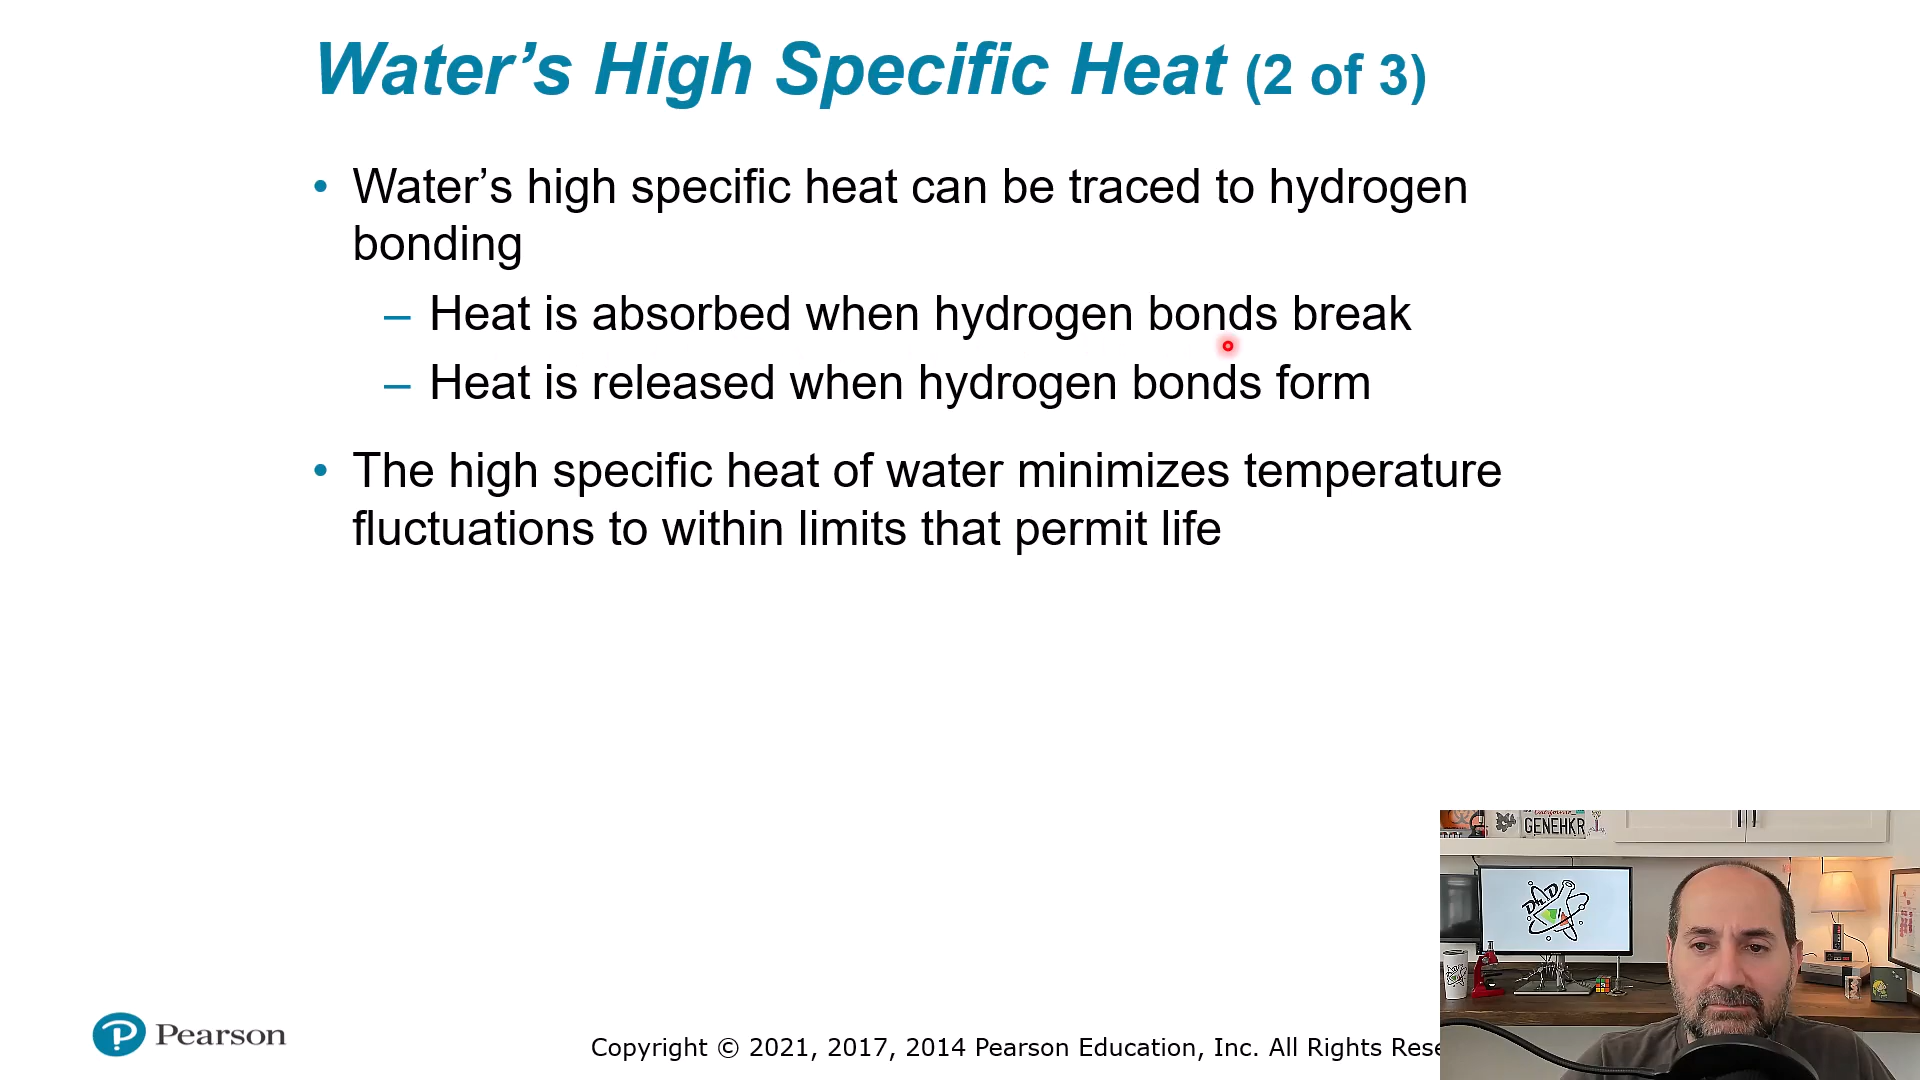 Water’s High Specific Heat (2 of 3)
• Water’s high specific heat can be traced to hydrogen
bonding
– Heat is absorbed when hydrogen bonds break
– Heat is released when hydrogen bonds form
• The high specific heat of water minimizes temperature
fluctuations to within limits that permit life
GENEHKR
Pearson
Copyright © 2021, 2017, 2014 Pearson Education, Inc. All Rights Rese